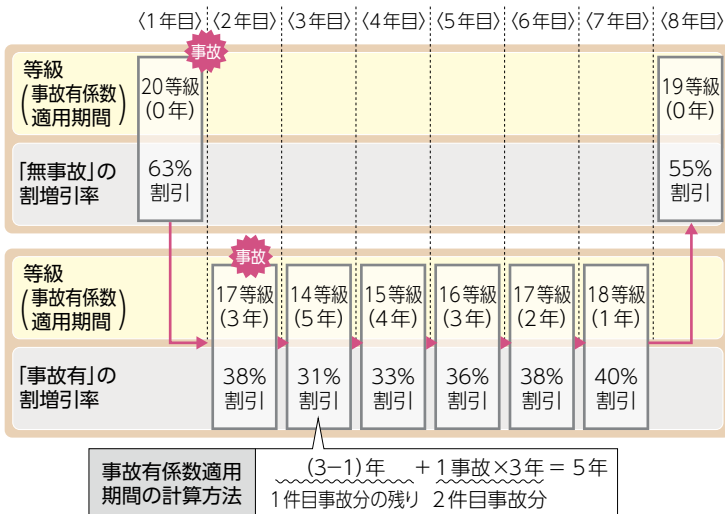 〈1年目〉〈2年目〉〈3年目〉〈4年目〉〈5年目〉〈6年目〉〈7年目〉〈8年目〉
事故
等級
(事故有係数
適用期間)
20等級
(0年)
19等級
(0年)
「無事故」の
割増引率
63%
割引
55%
割引
事故
等級
(事故有係数
適用期間)
17等級
(3年)
14等級
(5年)
15等級
(4年)
16等級
(3年)
17等級
(2年)
18等級
(1年)
「事故有」の
割増引率
38%
割引
31%
割引
33%
割引
36%
割引
38%
割引
40%
割引
事故有係数適用
期間の計算方法
(3−1)年 +1事故×3年=5年
1件目事故分の残り 2件目事故分